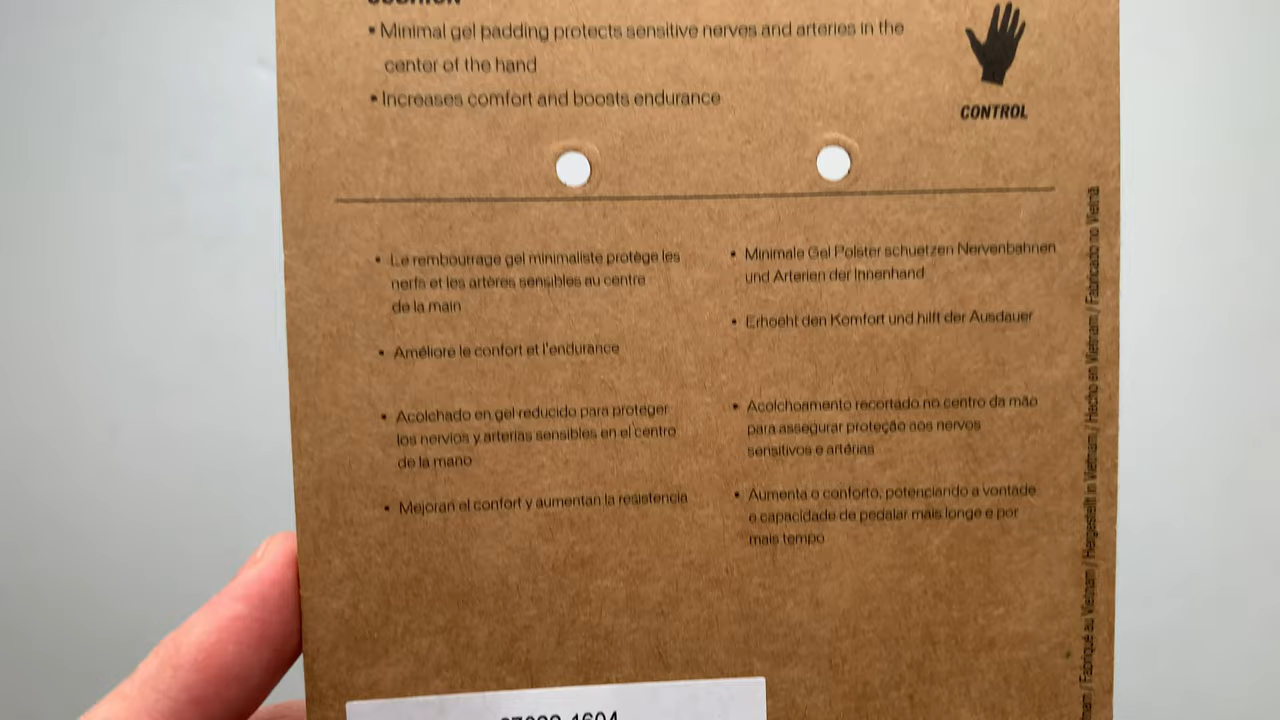 • Minimal gel padding protects sensitive nerves and arteries in the
center of the hand
• Increases comfort and boosts endurance
CONTROL
• Le rembourrage gel minimaliste protège les
nerfs et les artères sensibles au centre
de la main
• Améliore le confort et l'endurance
• Minimale Gel Polster schuetzen Nervenbahnen
und Arterien der Innenhand
• Erhoeht den Komfort und hilft der Ausdauer
• Acolchado en gel reducido para proteger
los nervios y arterias sensibles en el centro
de la mano
• Mejoran el confort y aumentan la resistencia
• Acolchoamento recortado no centro da mão
para assegurar proteção aos nervos
sensitivos e artérias
• Aumenta o conforto, potenciando a vontade
e capacidade de pedalar mais longe e por
mais tempo
/ Fabriqué au Vietnam / Hergestellt in Vietnam / Hecho en Vietnam / Fabricado no Vietnã